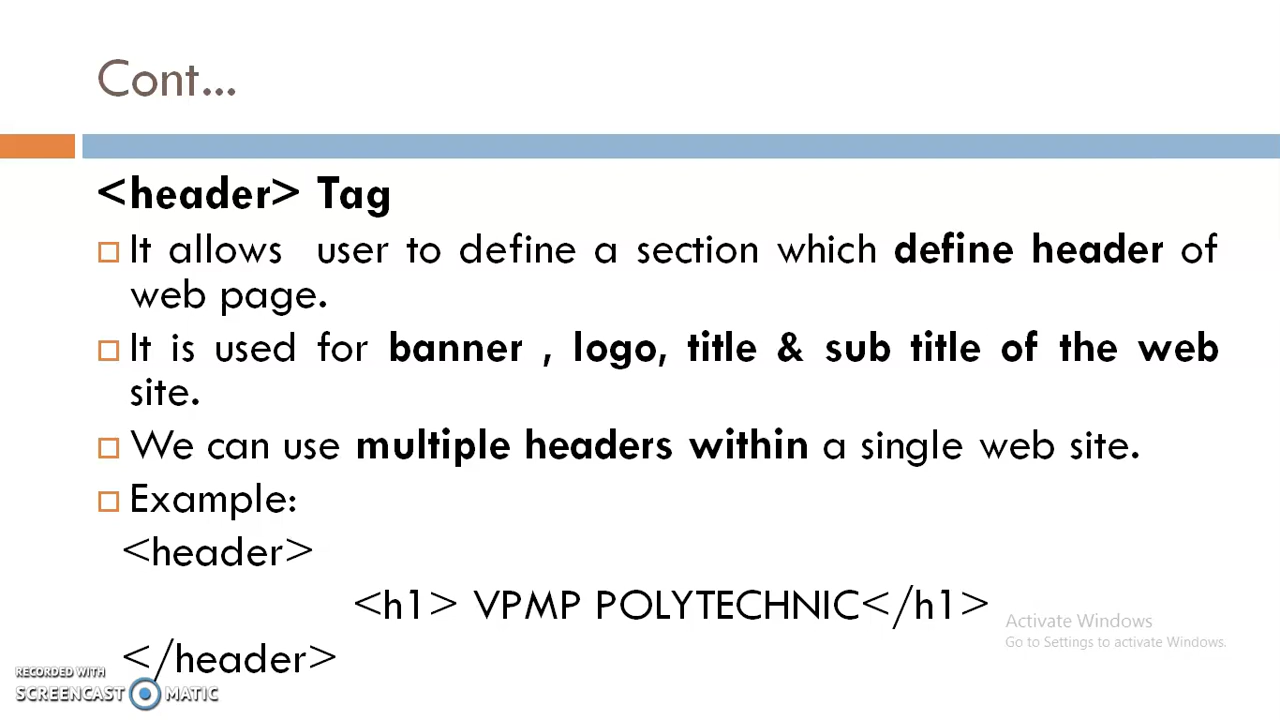 Cont...
<header> Tag
It allows user to define a section which define header of
web page.
It is used for banner , logo, title & sub title of the web
site.
We can use multiple headers within a single web site.
Example:
<header>
<h1> VPMP POLYTECHNIC</h1>
Activate Windows
Go to Settings to activate Windows.
</header>
RECORDED WITH
SCREENCAST MATIC